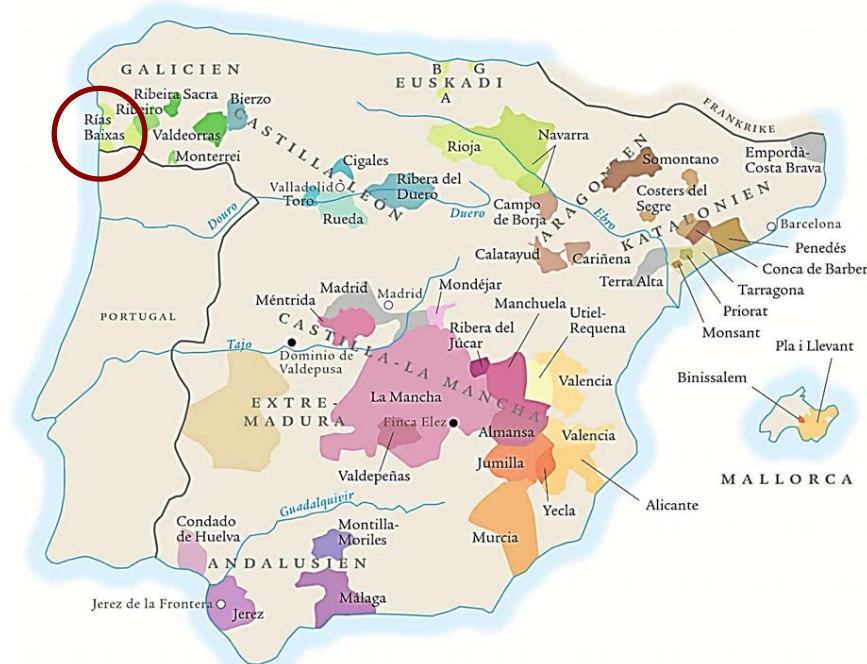 GALICIEN
Ribeira Sacra
Ribeiro
Bierzo
Rías
Baixas
Valdeorras
Monterrei
B
G
EUSKADI
A
FRANKRIKE
CASTILLA-LEÓN
Cigales
Valladolid
Toro
Rueda
Ribera del
Duero
Duero
Douro
Rioja
Navarra
Campo
de Borja
ARAGONIEN
Ebro
Somontano
Costers del
Segre
Empordà-
Costa Brava
KATALONIEN
Barcelona
Penedés
Conca de Barber
Tarragona
Priorat
Monsant
Terra Alta
Calatayud
Cariñena
PORTUGAL
Madrid
Madrid
Méntrida
Mondéjar
Manchuela
Utiel-
Requena
Ribera del
Júcar
Tajo
Dominio de
Valdepusa
CASTILLA-LA MANCHA
La Mancha
Valencia
Pla i Llevant
Binissalem
MALLORCA
EXTRE-
MADURA
Finca Elez
Almansa
Valencia
Valdepeñas
Jumilla
Yecla
Alicante
Murcia
Guadalquivir
Condado
de Huelva
Montilla-
Moriles
ANDALUSIEN
Jerez de la Frontera
Jerez
Málaga